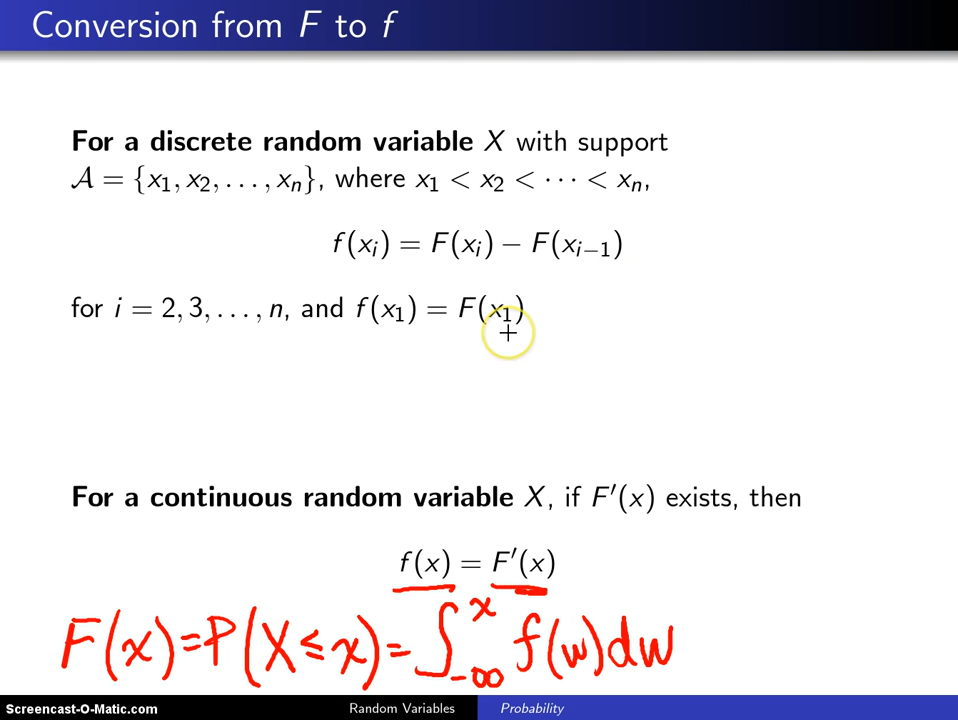 Conversion from F to f
For a discrete random variable X with support
𝒜 = {x₁, x₂, . . . , xₙ}, where x₁ < x₂ < · · · < xₙ,
f(xᵢ) = F(xᵢ) − F(xᵢ₋₁)
for i = 2, 3, . . . , n, and f(x₁) = F(x₁)
For a continuous random variable X, if F′(x) exists, then
f(x) = F′(x)
F(x) = P(X ≤ x) = ∫_{-∞}^{x} f(w) dw
Screencast-O-Matic.com Random Variables Probability